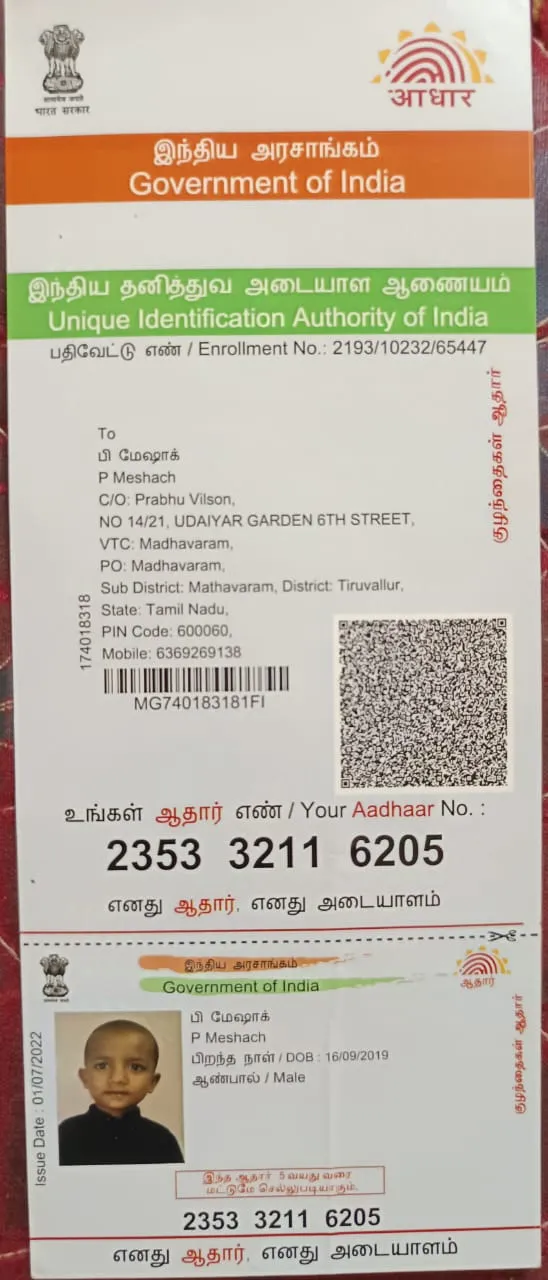 सत्यमेव जयते
भारत सरकार
आधार
இந்திய அரசாங்கம்
Government of India
இந்திய தனித்துவ அடையாள ஆணையம்
Unique Identification Authority of India
பதிவேட்டு எண் / Enrollment No.: 2193/10232/65447
குழந்தைகள் ஆதார்
To
பி மேஷாக்
P Meshach
C/O: Prabhu Vilson,
NO 14/21, UDAIYAR GARDEN 6TH STREET,
VTC: Madhavaram,
PO: Madhavaram,
Sub District: Mathavaram, District: Tiruvallur,
State: Tamil Nadu,
PIN Code: 600060,
Mobile: 6369269138
174018318
MG740183181FI
உங்கள் ஆதார் எண் / Your Aadhaar No. :
2353 3211 6205
எனது ஆதார், எனது அடையாளம்
இந்திய அரசாங்கம்
Government of India
ஆதார்
பி மேஷாக்
P Meshach
பிறந்த நாள் / DOB : 16/09/2019
ஆண்பால் / Male
Issue Date : 01/07/2022
குழந்தைகள் ஆதார்
இந்த ஆதார் 5 வயது வரை
மட்டுமே செல்லுபடியாகும்.
2353 3211 6205
எனது ஆதார், எனது அடையாளம்